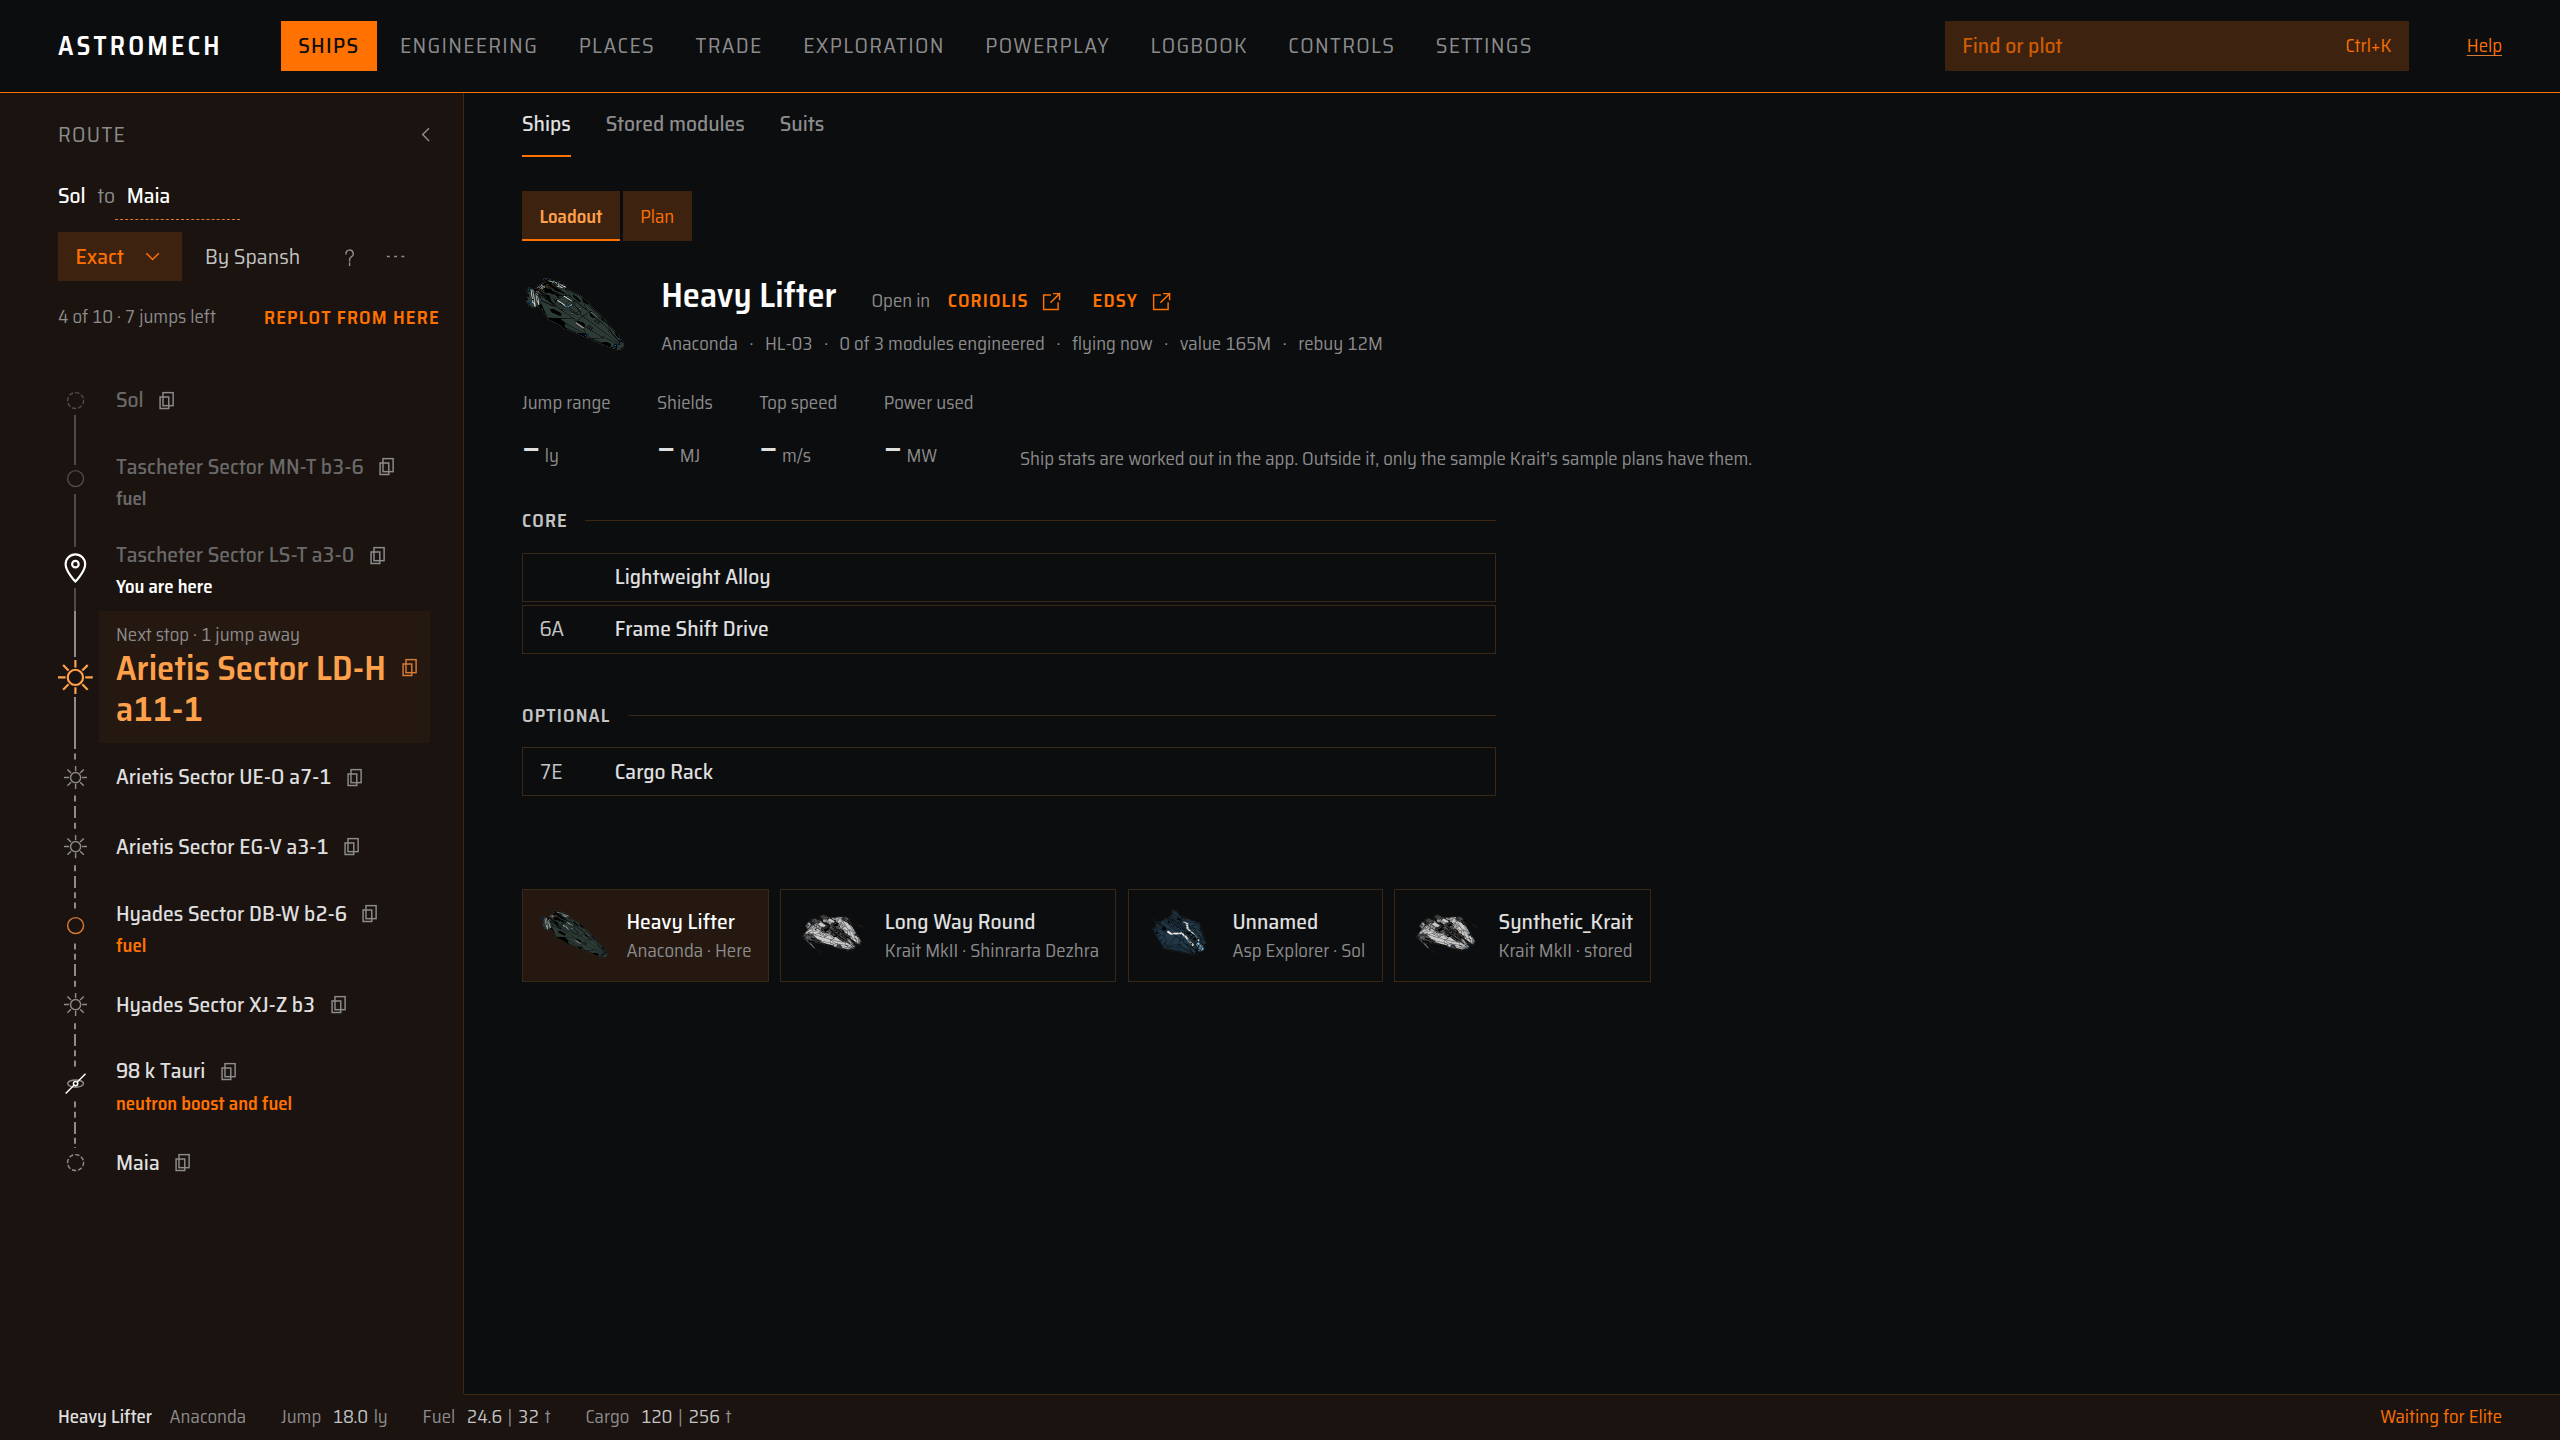 ASTROMECH
SHIPS ENGINEERING PLACES TRADE EXPLORATION POWERPLAY LOGBOOK CONTROLS SETTINGS
Find or plot Ctrl+K
Help
ROUTE
Sol to Maia
Exact By Spansh ? ···
4 of 10 · 7 jumps left REPLOT FROM HERE
Sol
Tascheter Sector MN-T b3-6
fuel
Tascheter Sector LS-T a3-0
You are here
Next stop · 1 jump away
Arietis Sector LD-H
a11-1
Arietis Sector UE-O a7-1
Arietis Sector EG-V a3-1
Hyades Sector DB-W b2-6
fuel
Hyades Sector XJ-Z b3
98 k Tauri
neutron boost and fuel
Maia
Ships Stored modules Suits
Loadout Plan
Heavy Lifter Open in CORIOLIS EDSY
Anaconda · HL-03 · 0 of 3 modules engineered · flying now · value 165M · rebuy 12M
Jump range Shields Top speed Power used
– ly – MJ – m/s – MW Ship stats are worked out in the app. Outside it, only the sample Krait's sample plans have them.
CORE
Lightweight Alloy
6A Frame Shift Drive
OPTIONAL
7E Cargo Rack
Heavy Lifter
Anaconda · Here
Long Way Round
Krait MkII · Shinrarta Dezhra
Unnamed
Asp Explorer · Sol
Synthetic_Krait
Krait MkII · stored
Heavy Lifter Anaconda Jump 18.0 ly Fuel 24.6 | 32 t Cargo 120 | 256 t
Waiting for Elite